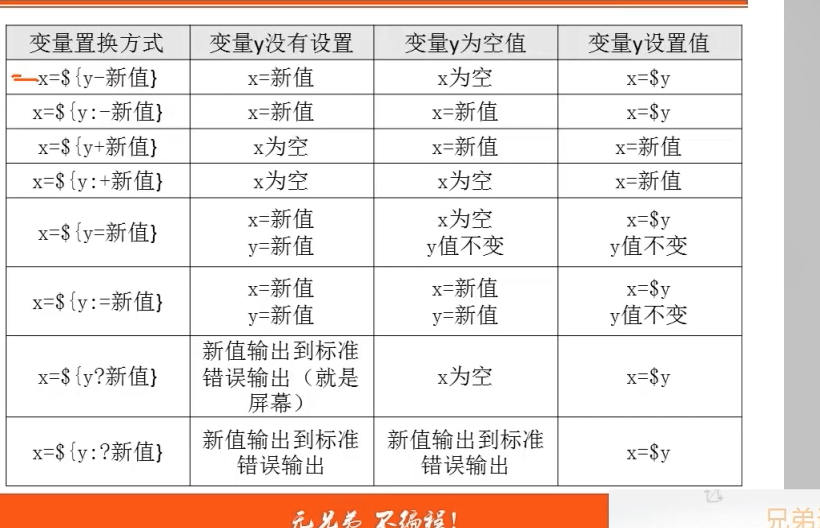 变量置换方式 变量y没有设置 变量y为空值 变量y设置值
x=${y-新值} x=新值 x为空 x=$y
x=${y:-新值} x=新值 x=新值 x=$y
x=${y+新值} x为空 x=新值 x=新值
x=${y:+新值} x为空 x为空 x=新值
x=${y=新值} x=新值 x为空 x=$y
y=新值 y值不变 y值不变
x=${y:=新值} x=新值 x=新值 x=$y
y=新值 y=新值 y值不变
x=${y?新值} 新值输出到标准 x为空 x=$y
错误输出（就是
屏幕）
x=${y:?新值} 新值输出到标准 新值输出到标准 x=$y
错误输出 错误输出
无兄弟 不编程!
兄弟